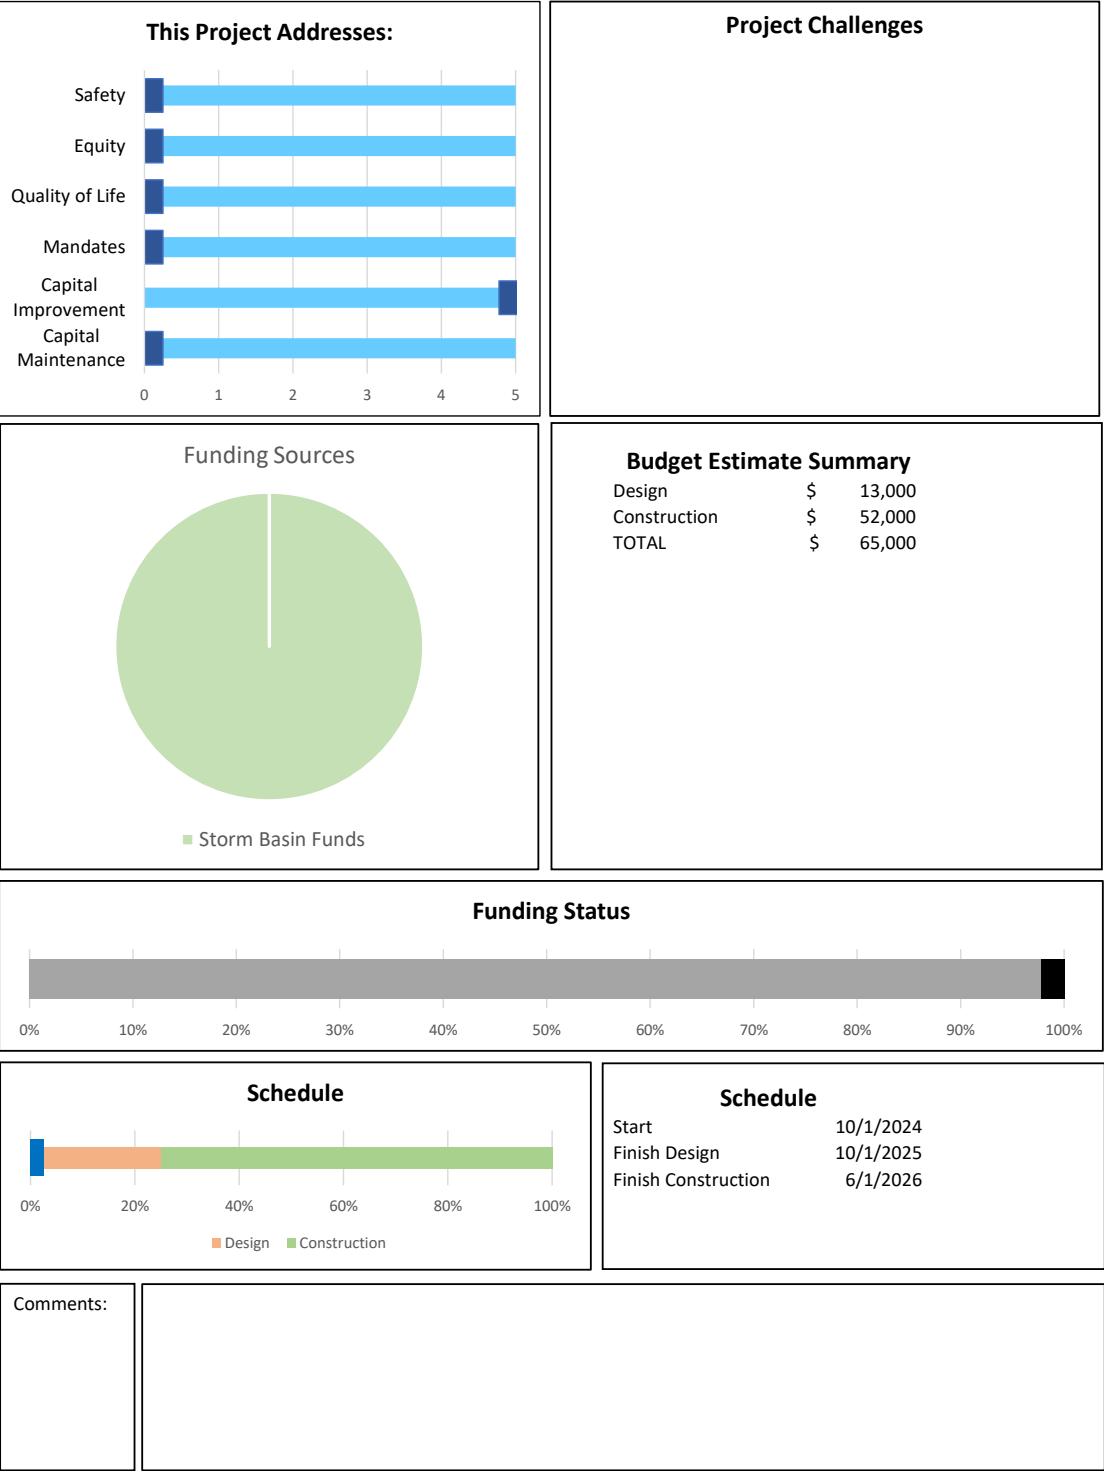 This Project Addresses:
Safety
Equity
Quality of Life
Mandates
Capital
Improvement
Capital
Maintenance
0 1 2 3 4 5
Project Challenges
Funding Sources
Storm Basin Funds
Budget Estimate Summary
Design $ 13,000
Construction $ 52,000
TOTAL $ 65,000
Funding Status
0% 10% 20% 30% 40% 50% 60% 70% 80% 90% 100%
Schedule
0% 20% 40% 60% 80% 100%
Design Construction
Schedule
Start 10/1/2024
Finish Design 10/1/2025
Finish Construction 6/1/2026
Comments: